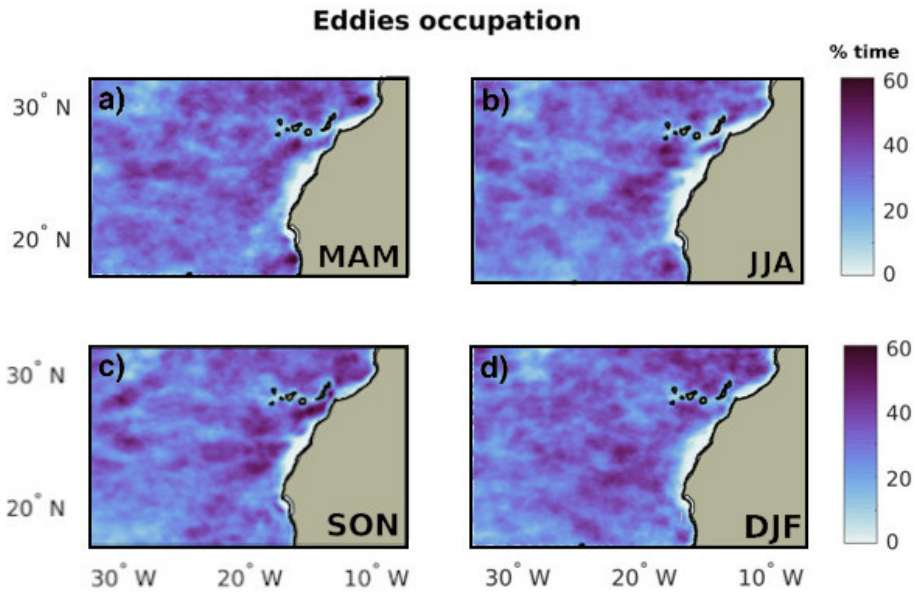 Eddies occupation
% time
a)
b)
30° N
20° N
MAM
JJA
60
40
20
0
c)
d)
30° N
20° N
SON
DJF
60
40
20
0
30° W 20° W 10° W
30° W 20° W 10° W